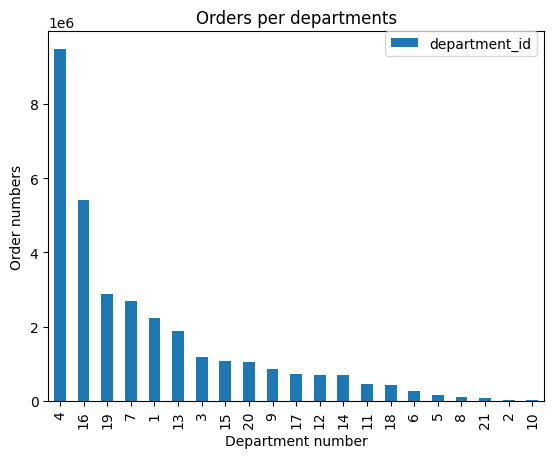 Orders per departments
1e6
department_id
8
6
4
2
0
Order numbers
4 16 19 7 1 13 3 15 20 9 17 12 14 11 18 6 5 8 21 2 10
Department number